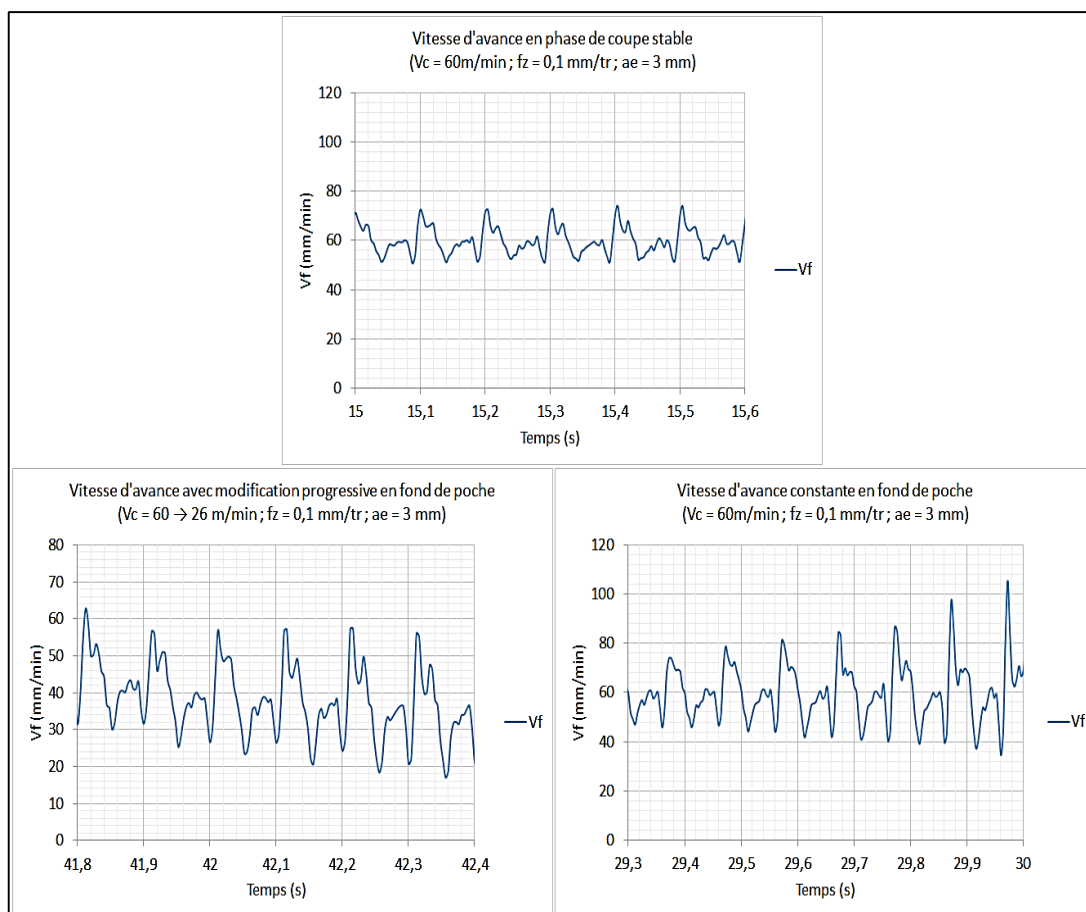 Vitesse d'avance en phase de coupe stable
(Vc = 60m/min ; fz = 0,1 mm/tr ; ae = 3 mm)
120
100
80
60
40
20
0
Vf (mm/min)
15 15,1 15,2 15,3 15,4 15,5 15,6
Temps (s)
Vf
Vitesse d'avance avec modification progressive en fond de poche
(Vc = 60 → 26 m/min ; fz = 0,1 mm/tr ; ae = 3 mm)
80
70
60
50
40
30
20
10
0
Vf (mm/min)
41,8 41,9 42 42,1 42,2 42,3 42,4
Temps (s)
Vf
Vitesse d'avance constante en fond de poche
(Vc = 60m/min ; fz = 0,1 mm/tr ; ae = 3 mm)
120
100
80
60
40
20
0
Vf (mm/min)
29,3 29,4 29,5 29,6 29,7 29,8 29,9 30
Temps (s)
Vf